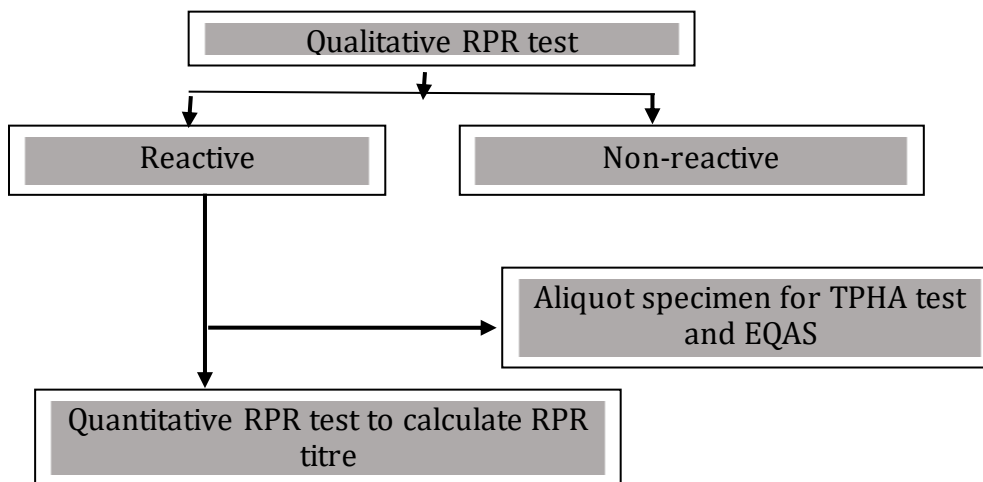 Qualitative RPR test
Reactive
Non-reactive
Aliquot specimen for TPHA test
and EQAS
Quantitative RPR test to calculate RPR
titre